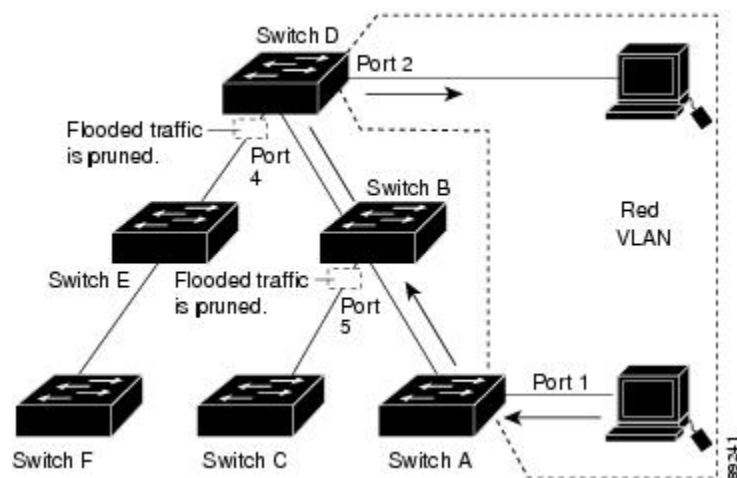 Switch D
Port 2
Flooded traffic
is pruned.
Port
4
Switch B
Red
VLAN
Switch E
Flooded traffic
is pruned.
Port
5
Port 1
Switch F
Switch C
Switch A
89241